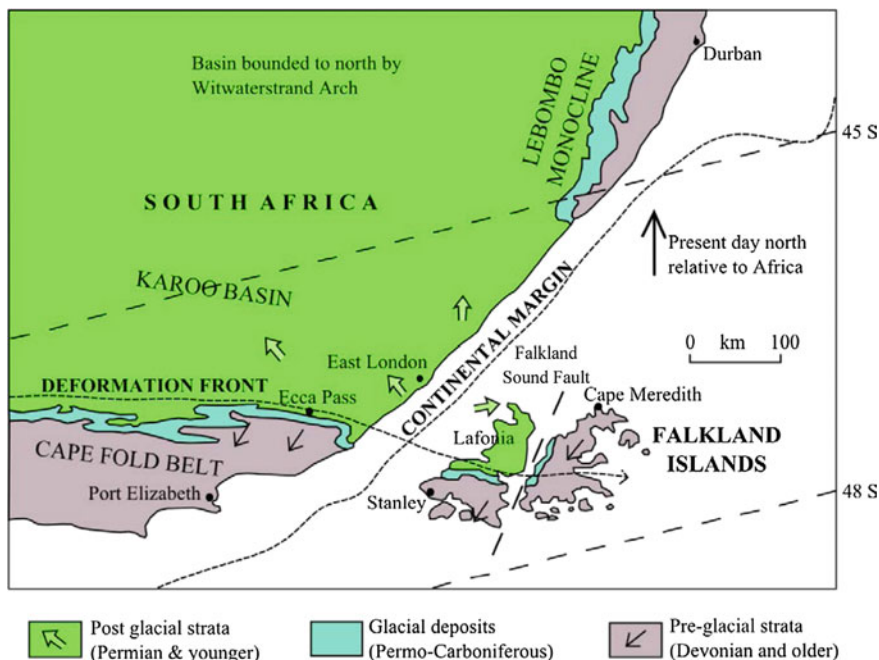 Basin bounded to north by
Witwaterstrand Arch
LEBOMBO
MONOCLINE
Durban
45 S
SOUTH AFRICA
Present day north
relative to Africa
KAROO BASIN
CONTINENTAL MARGIN
0 km 100
East London
Falkland
Sound Fault
DEFORMATION FRONT
Ecca Pass
Cape Meredith
Lafonia
FALKLAND
ISLANDS
CAPE FOLD BELT
Port Elizabeth
Stanley
48 S
Post glacial strata
(Permian & younger)
Glacial deposits
(Permo-Carboniferous)
Pre-glacial strata
(Devonian and older)